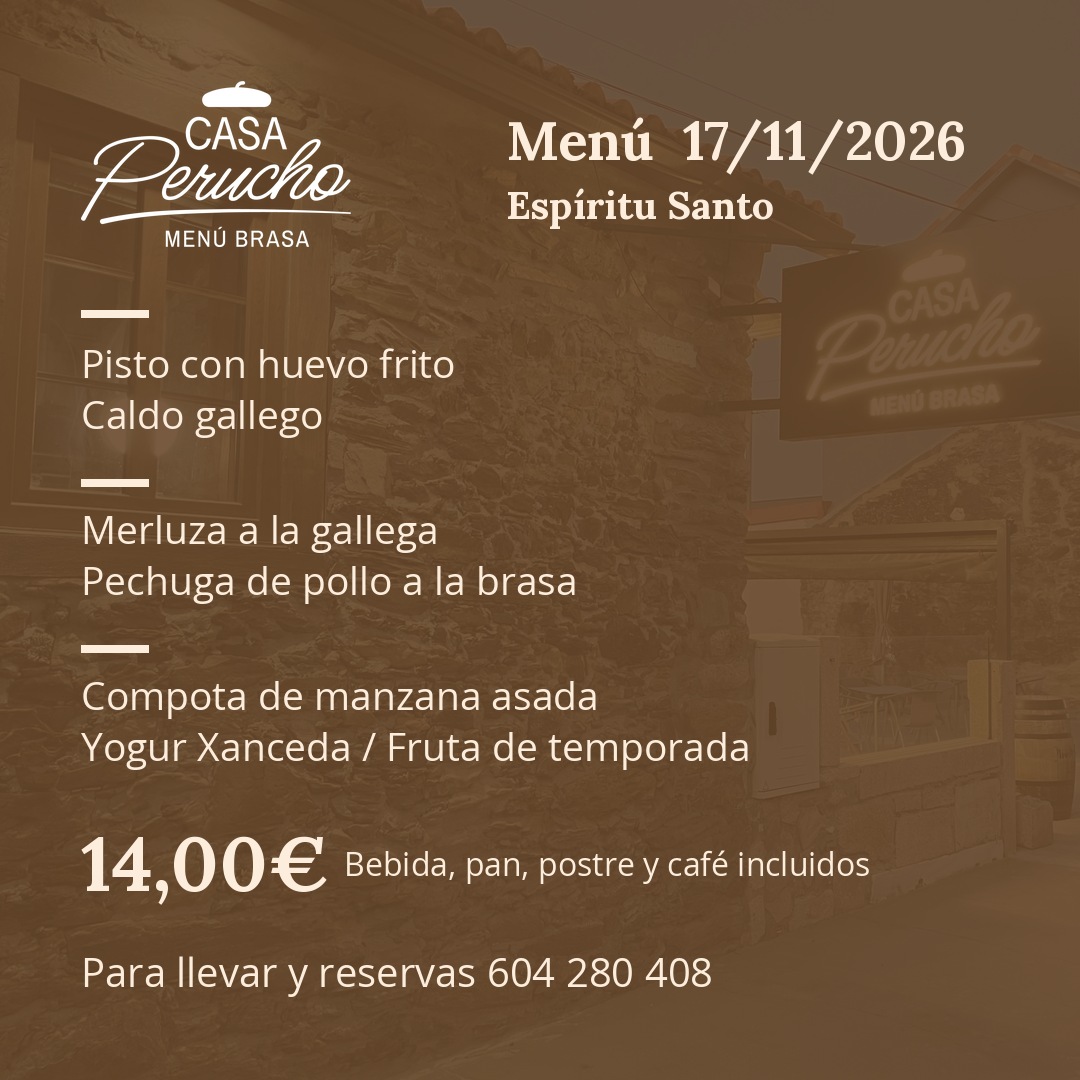 CASA
Perucho
MENÚ BRASA
Menú 17/11/2026
Espíritu Santo
CASA
Perucho
MENÚ BRASA
Pisto con huevo frito
Caldo gallego
Merluza a la gallega
Pechuga de pollo a la brasa
Compota de manzana asada
Yogur Xanceda / Fruta de temporada
14,00€ Bebida, pan, postre y café incluidos
Para llevar y reservas 604 280 408